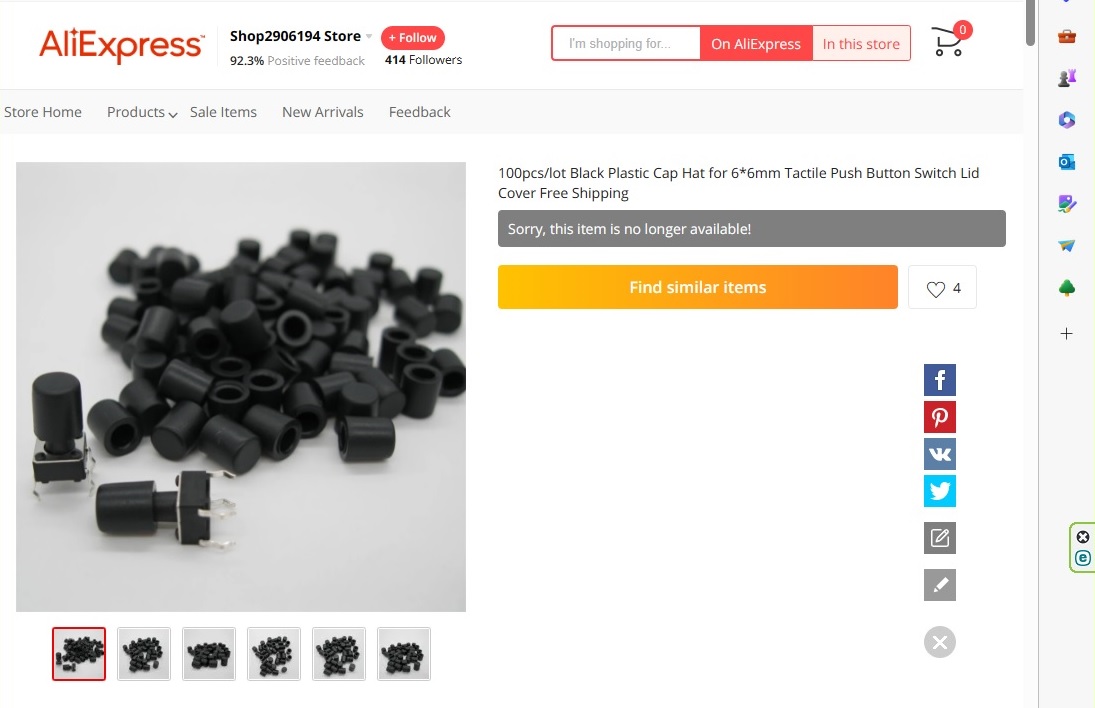 AliExpress™
Shop2906194 Store
+ Follow
92.3% Positive feedback
414 Followers
I'm shopping for...
On AliExpress
In this store
0
Store Home
Products
Sale Items
New Arrivals
Feedback
100pcs/lot Black Plastic Cap Hat for 6*6mm Tactile Push Button Switch Lid
Cover Free Shipping
Sorry, this item is no longer available!
Find similar items
4